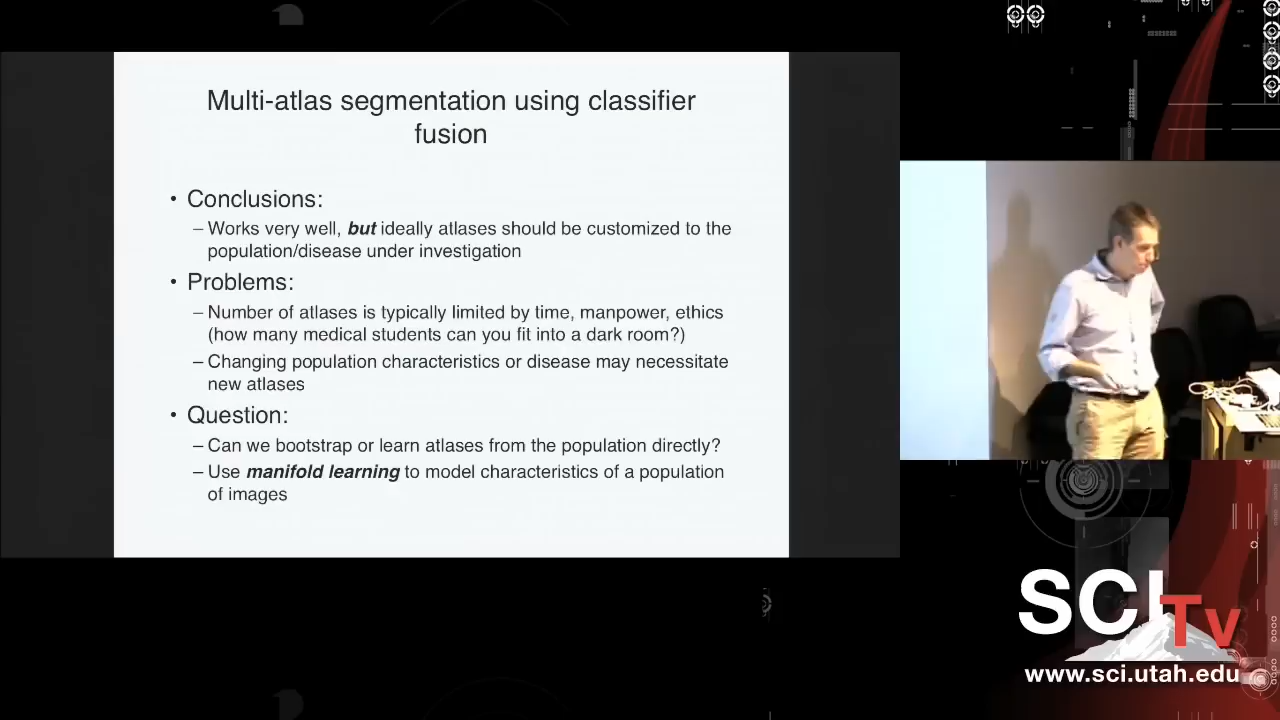 Multi-atlas segmentation using classifier
fusion
• Conclusions:
– Works very well, but ideally atlases should be customized to the
population/disease under investigation
• Problems:
– Number of atlases is typically limited by time, manpower, ethics
(how many medical students can you fit into a dark room?)
– Changing population characteristics or disease may necessitate
new atlases
• Question:
– Can we bootstrap or learn atlases from the population directly?
– Use manifold learning to model characteristics of a population
of images
SCI
Tv
www.sci.utah.edu